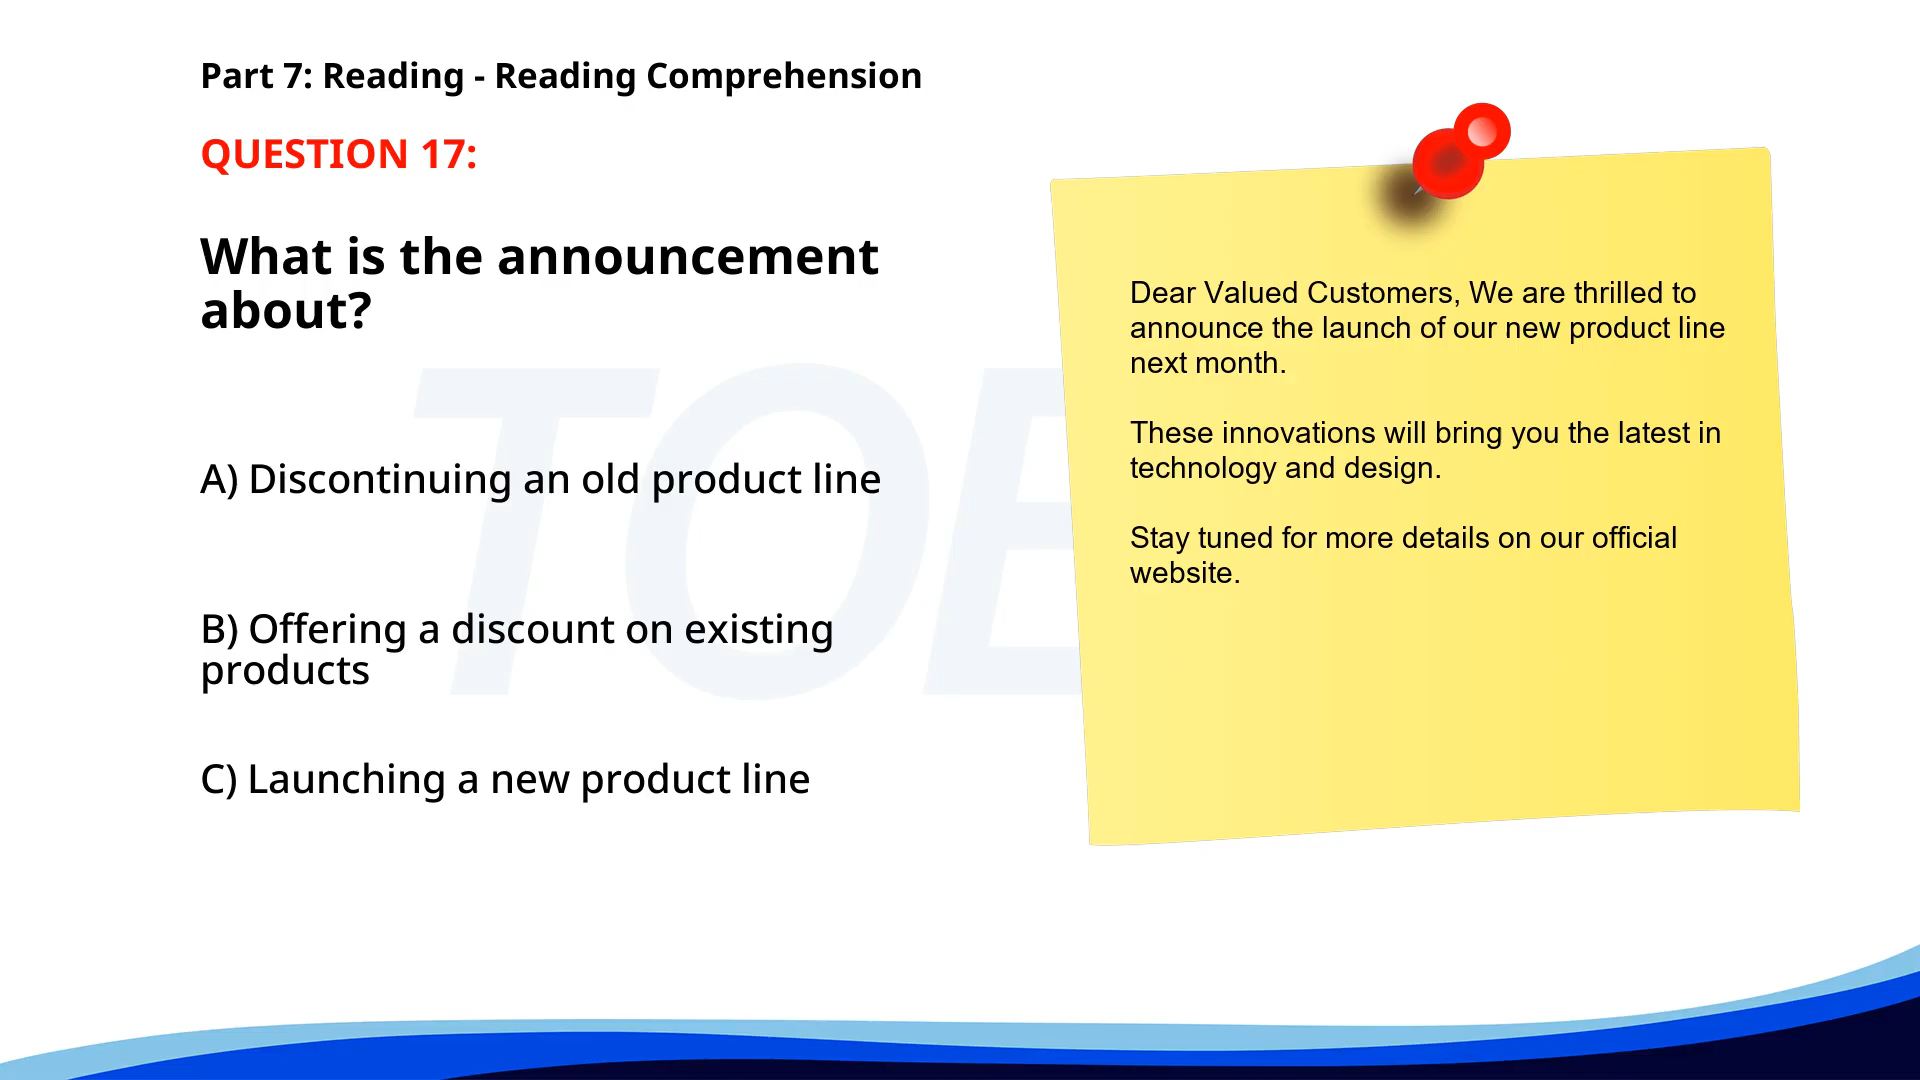 Part 7: Reading - Reading Comprehension
QUESTION 17:
What is the announcement
about?
A) Discontinuing an old product line
B) Offering a discount on existing
products
C) Launching a new product line
Dear Valued Customers, We are thrilled to
announce the launch of our new product line
next month.
These innovations will bring you the latest in
technology and design.
Stay tuned for more details on our official
website.
TOE